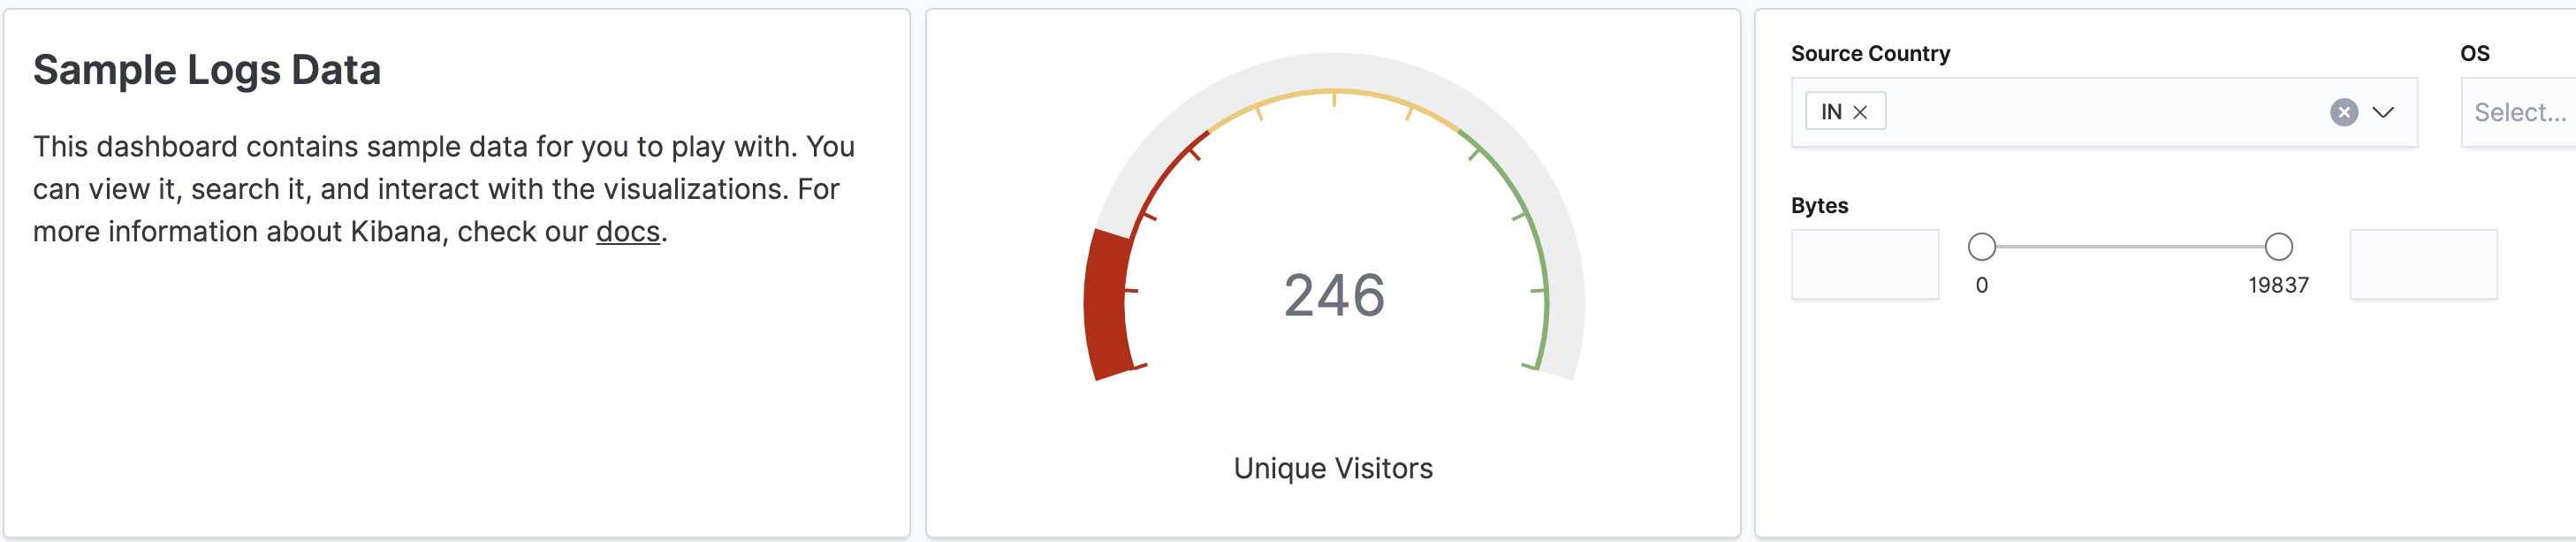 Sample Logs Data
This dashboard contains sample data for you to play with. You
can view it, search it, and interact with the visualizations. For
more information about Kibana, check our docs.
246
Unique Visitors
Source Country
IN
OS
Select...
Bytes
0
19837